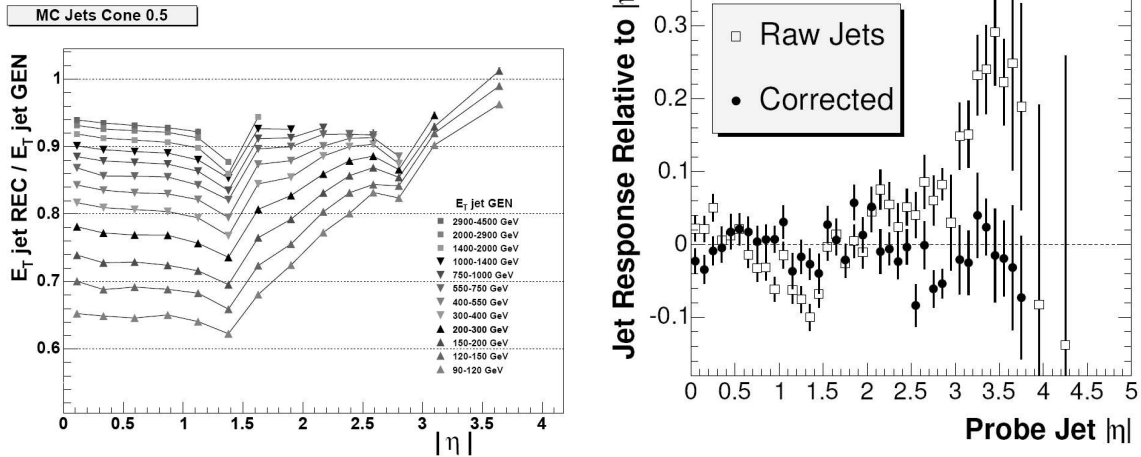 MC Jets Cone 0.5
E_T jet REC / E_T jet GEN
1
0.9
0.8
0.7
0.6
0 0.5 1 1.5 2 2.5 3 3.5 4
| η |
E_T jet GEN
2900-4500 GeV
2000-2900 GeV
1400-2000 GeV
1000-1400 GeV
750-1000 GeV
550-750 GeV
400-550 GeV
300-400 GeV
200-300 GeV
150-200 GeV
120-150 GeV
90-120 GeV
Jet Response Relative to |η
0.3
0.2
0.1
0
-0.1
Raw Jets
Corrected
0 0.5 1 1.5 2 2.5 3 3.5 4 4.5 5
Probe Jet |η|